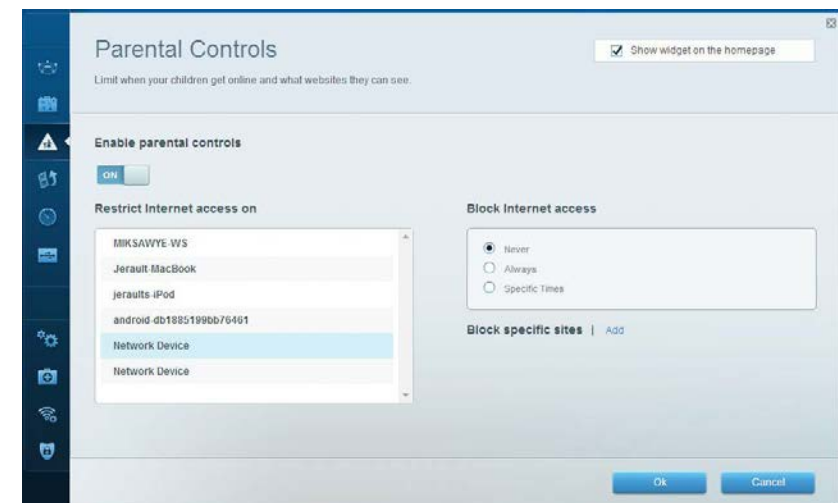 Parental Controls
Show widget on the homepage
Limit when your children get online and what websites they can see.
Enable parental controls
ON
Restrict Internet access on
MIKSAWYE-WS
Jerault-MacBook
jeraults-iPod
android-db1885199bb76461
Network Device
Network Device
Block Internet access
Never
Always
Specific Times
Block specific sites | Add
Ok
Cancel